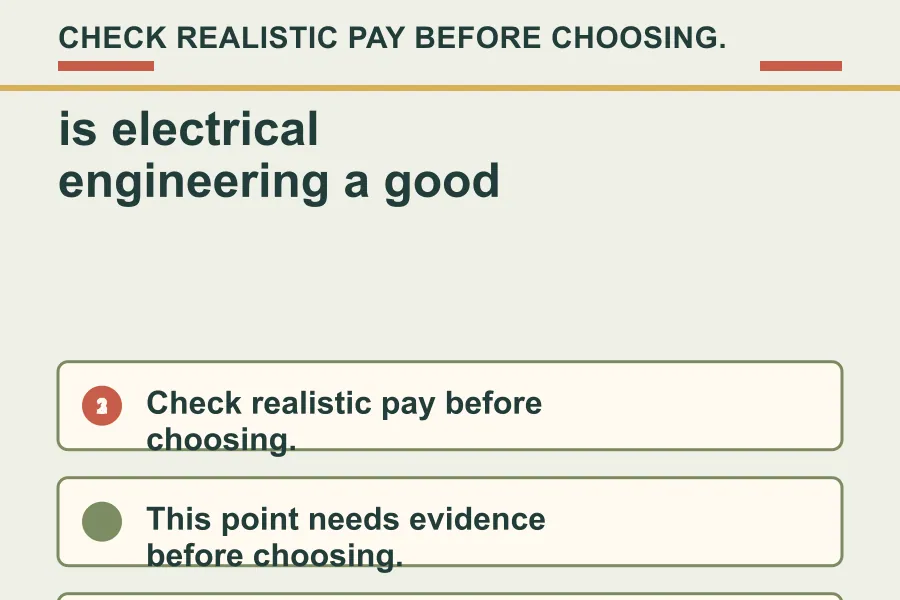 CHECK REALISTIC PAY BEFORE CHOOSING.
is electrical
engineering a good
Check realistic pay before
choosing.
This point needs evidence
before choosing.